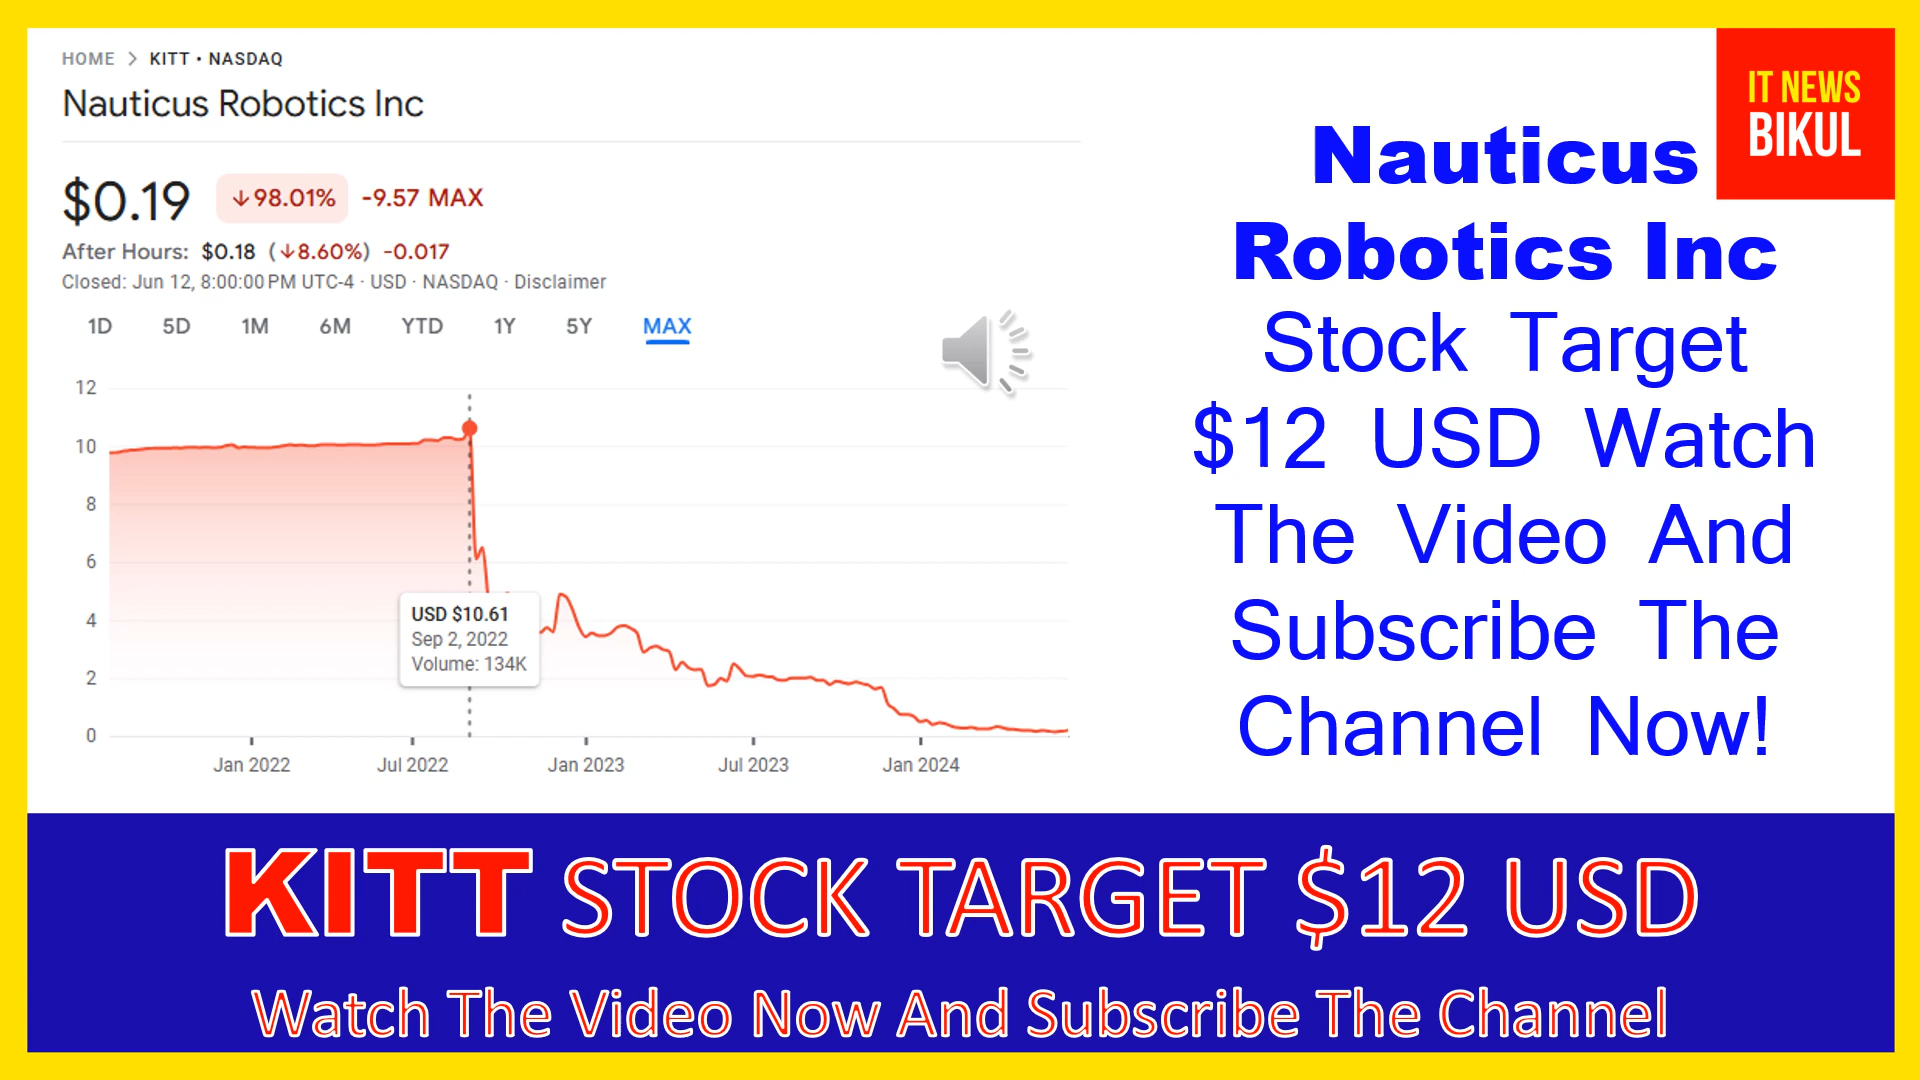 HOME > KITT • NASDAQ
Nauticus Robotics Inc
$0.19 ↓98.01% -9.57 MAX
After Hours: $0.18 (↓8.60%) -0.017
Closed: Jun 12, 8:00:00 PM UTC-4 · USD · NASDAQ · Disclaimer
1D 5D 1M 6M YTD 1Y 5Y MAX
12
10
8
6
4
2
0
USD $10.61
Sep 2, 2022
Volume: 134K
Jan 2022 Jul 2022 Jan 2023 Jul 2023 Jan 2024
IT NEWS
BIKUL
Nauticus
Robotics Inc
Stock Target
$12 USD Watch
The Video And
Subscribe The
Channel Now!
KITT STOCK TARGET $12 USD
Watch The Video Now And Subscribe The Channel